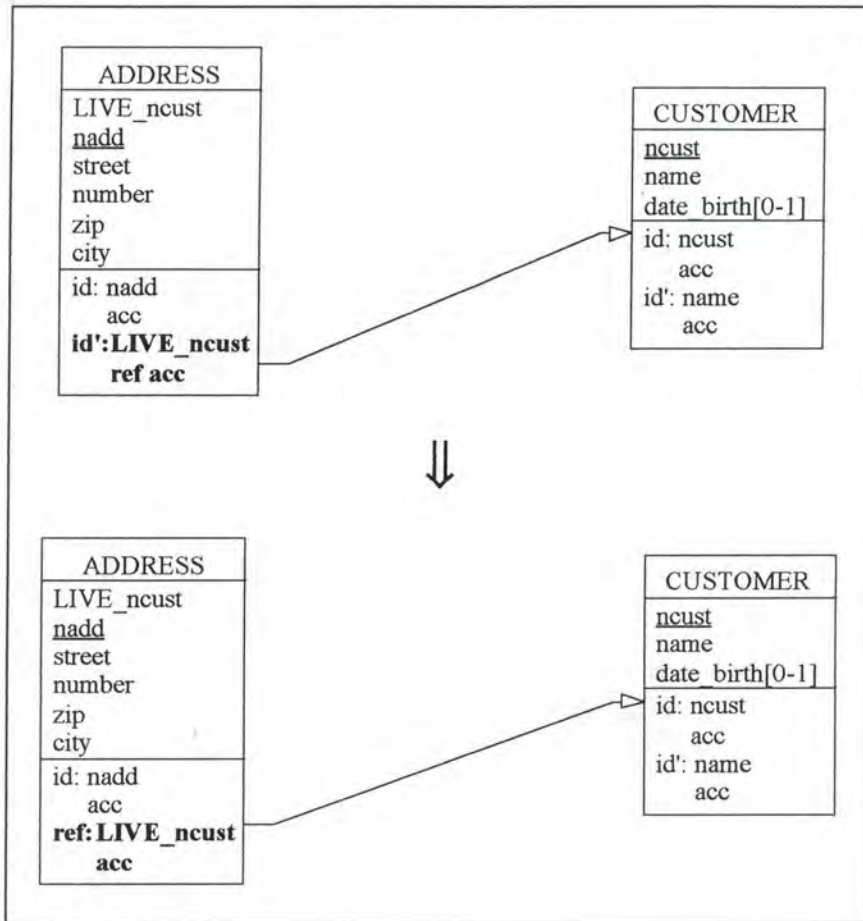 ADDRESS
LIVE_ncust
nadd
street
number
zip
city
id: nadd
acc
id':LIVE_ncust
ref acc
CUSTOMER
ncust
name
date_birth[0-1]
id: ncust
acc
id': name
acc
⇓
ADDRESS
LIVE_ncust
nadd
street
number
zip
city
id: nadd
acc
ref:LIVE_ncust
acc
CUSTOMER
ncust
name
date_birth[0-1]
id: ncust
acc
id': name
acc